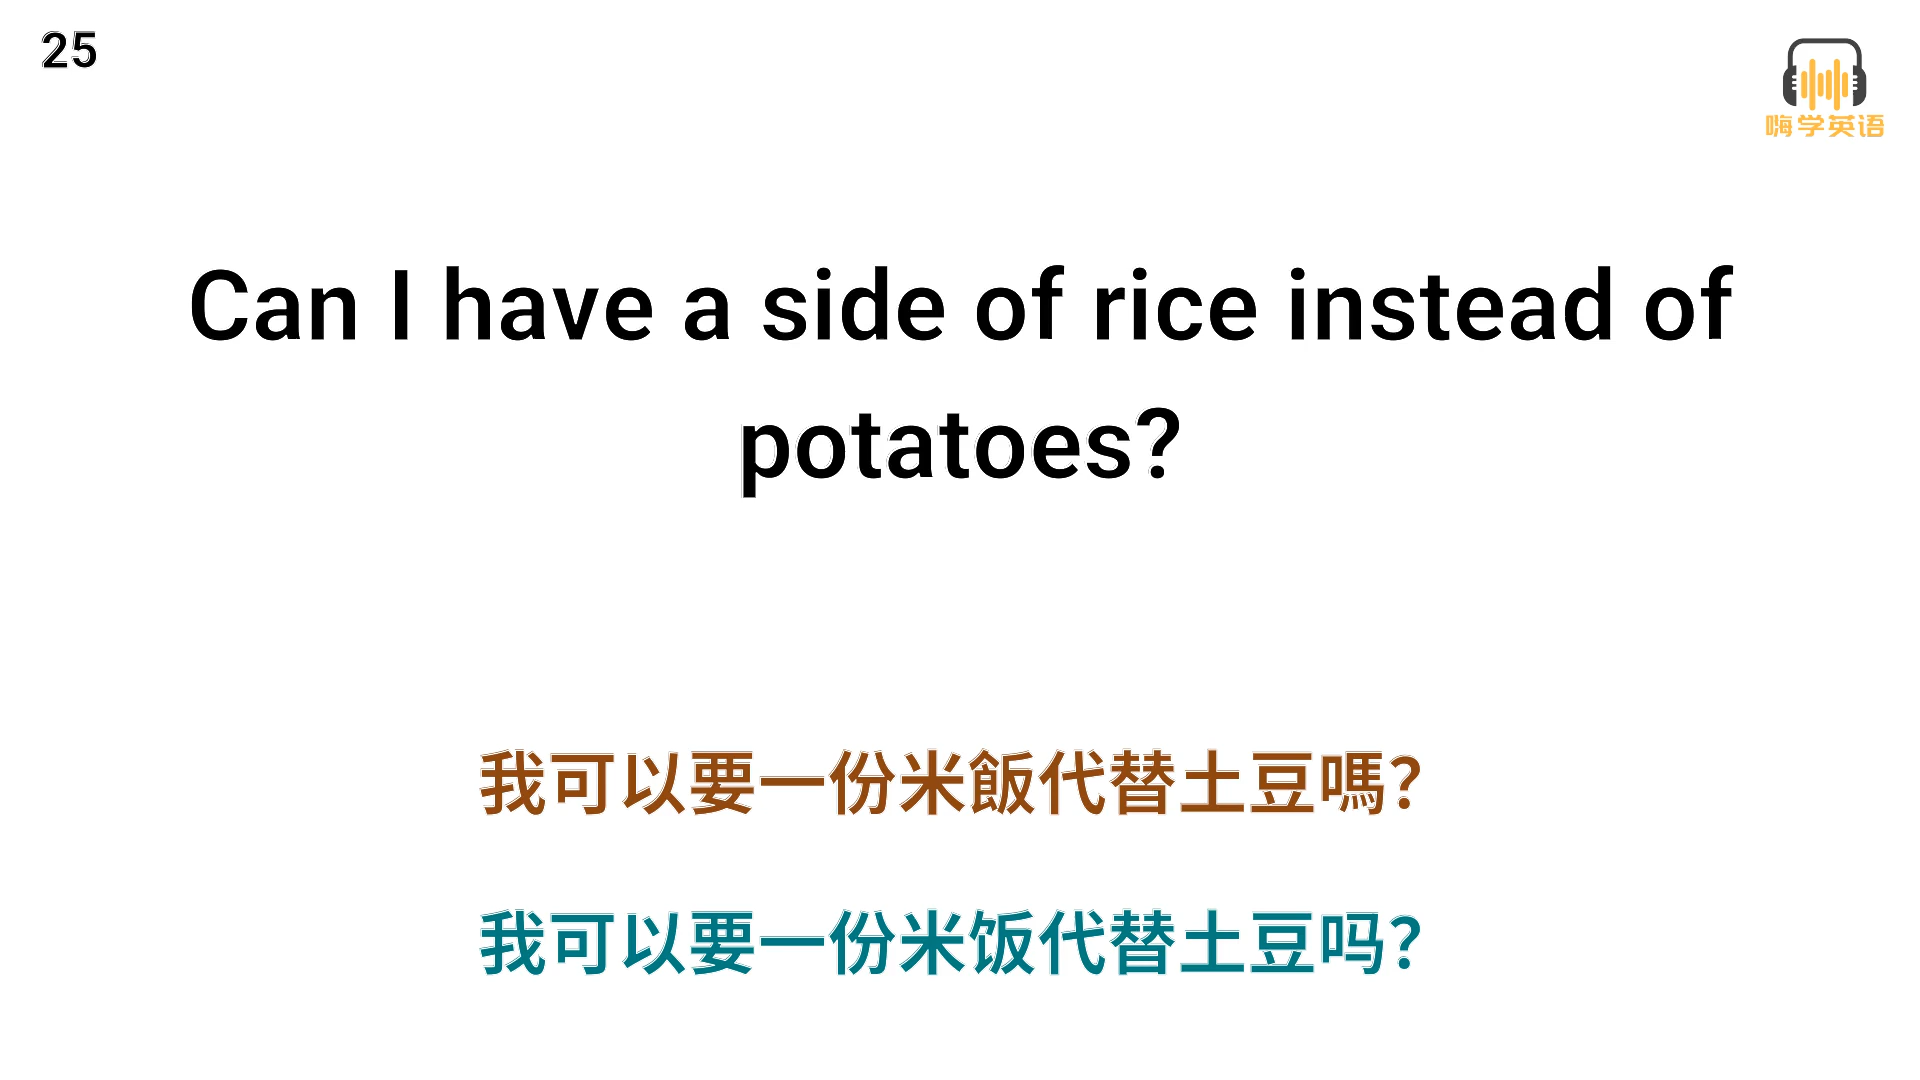 25
嗨学英语
Can I have a side of rice instead of
potatoes?
我可以要一份米飯代替土豆嗎?
我可以要一份米饭代替土豆吗?